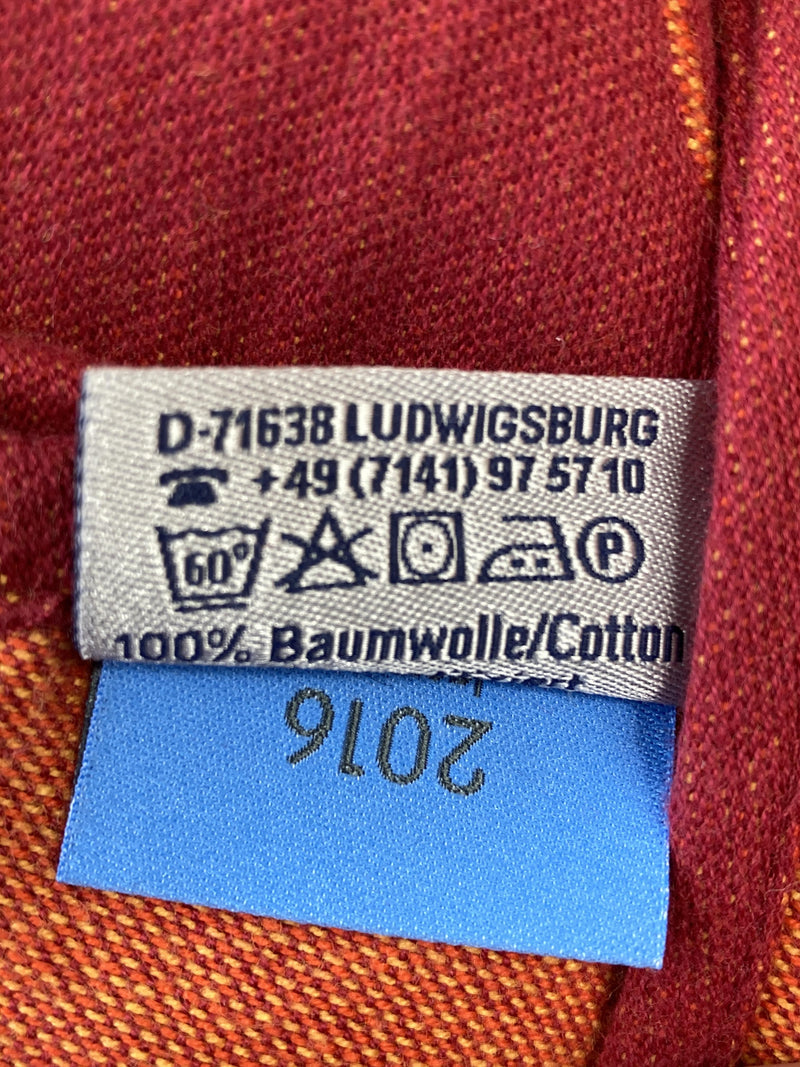 D-71638 LUDWIGSBURG
+49 (7141) 97 57 10
60°
P
100% Baumwolle/Cotton
2016